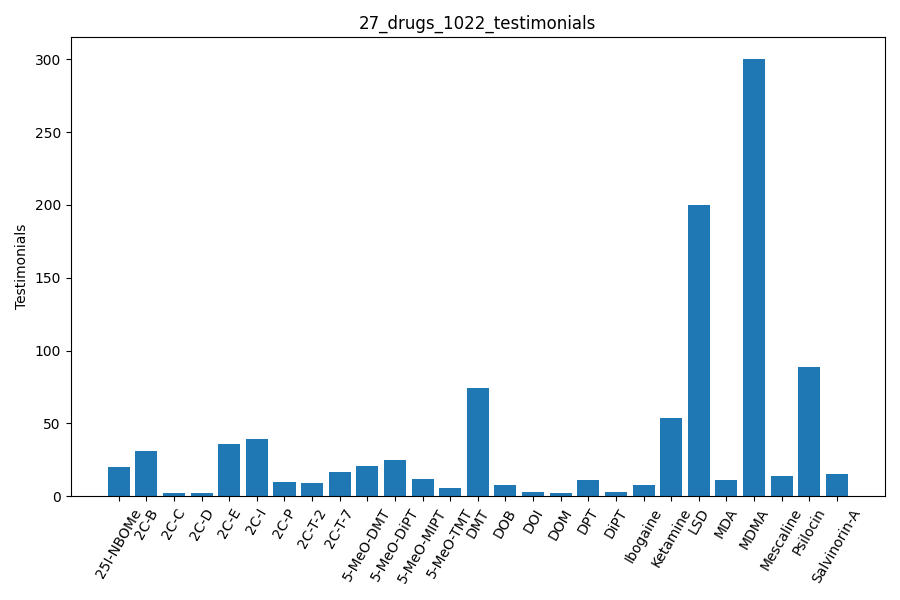 27_drugs_1022_testimonials
Testimonials
300
250
200
150
100
50
0
25I-NBOMe
2C-B
2C-C
2C-D
2C-E
2C-I
2C-P
2C-T-2
2C-T-7
5-MeO-DMT
5-MeO-DiPT
5-MeO-MIPT
5-MeO-TMT
DMT
DOB
DOI
DOM
DPT
DiPT
Ibogaine
Ketamine
LSD
MDA
MDMA
Mescaline
Psilocin
Salvinorin-A